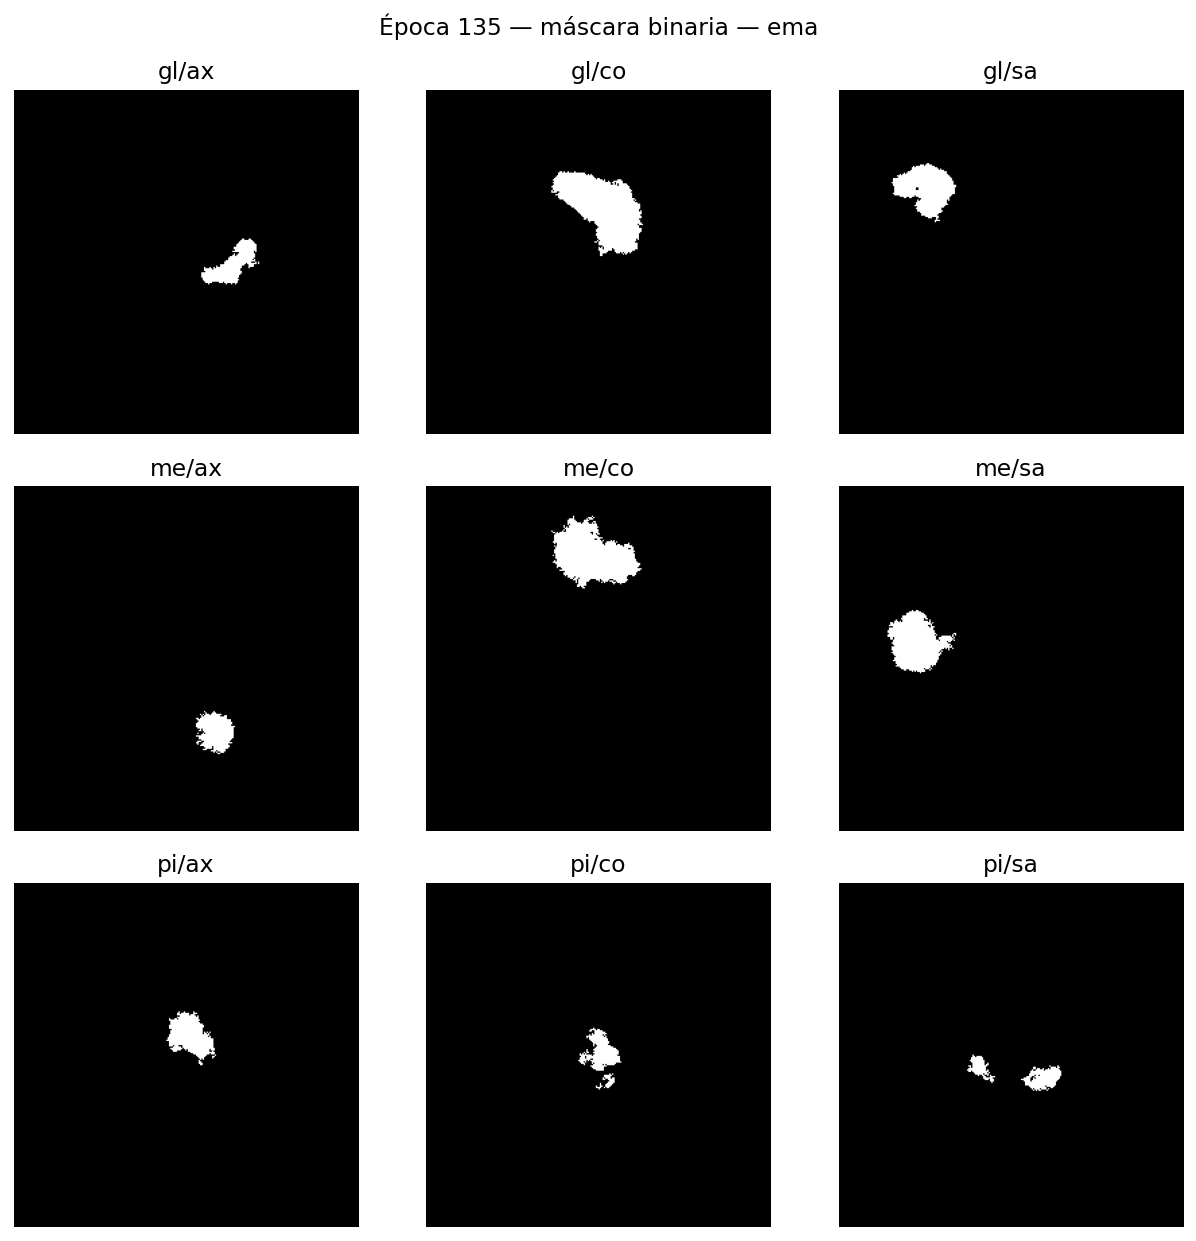 Época 135 — máscara binaria — ema
gl/ax
gl/co
gl/sa
me/ax
me/co
me/sa
pi/ax
pi/co
pi/sa